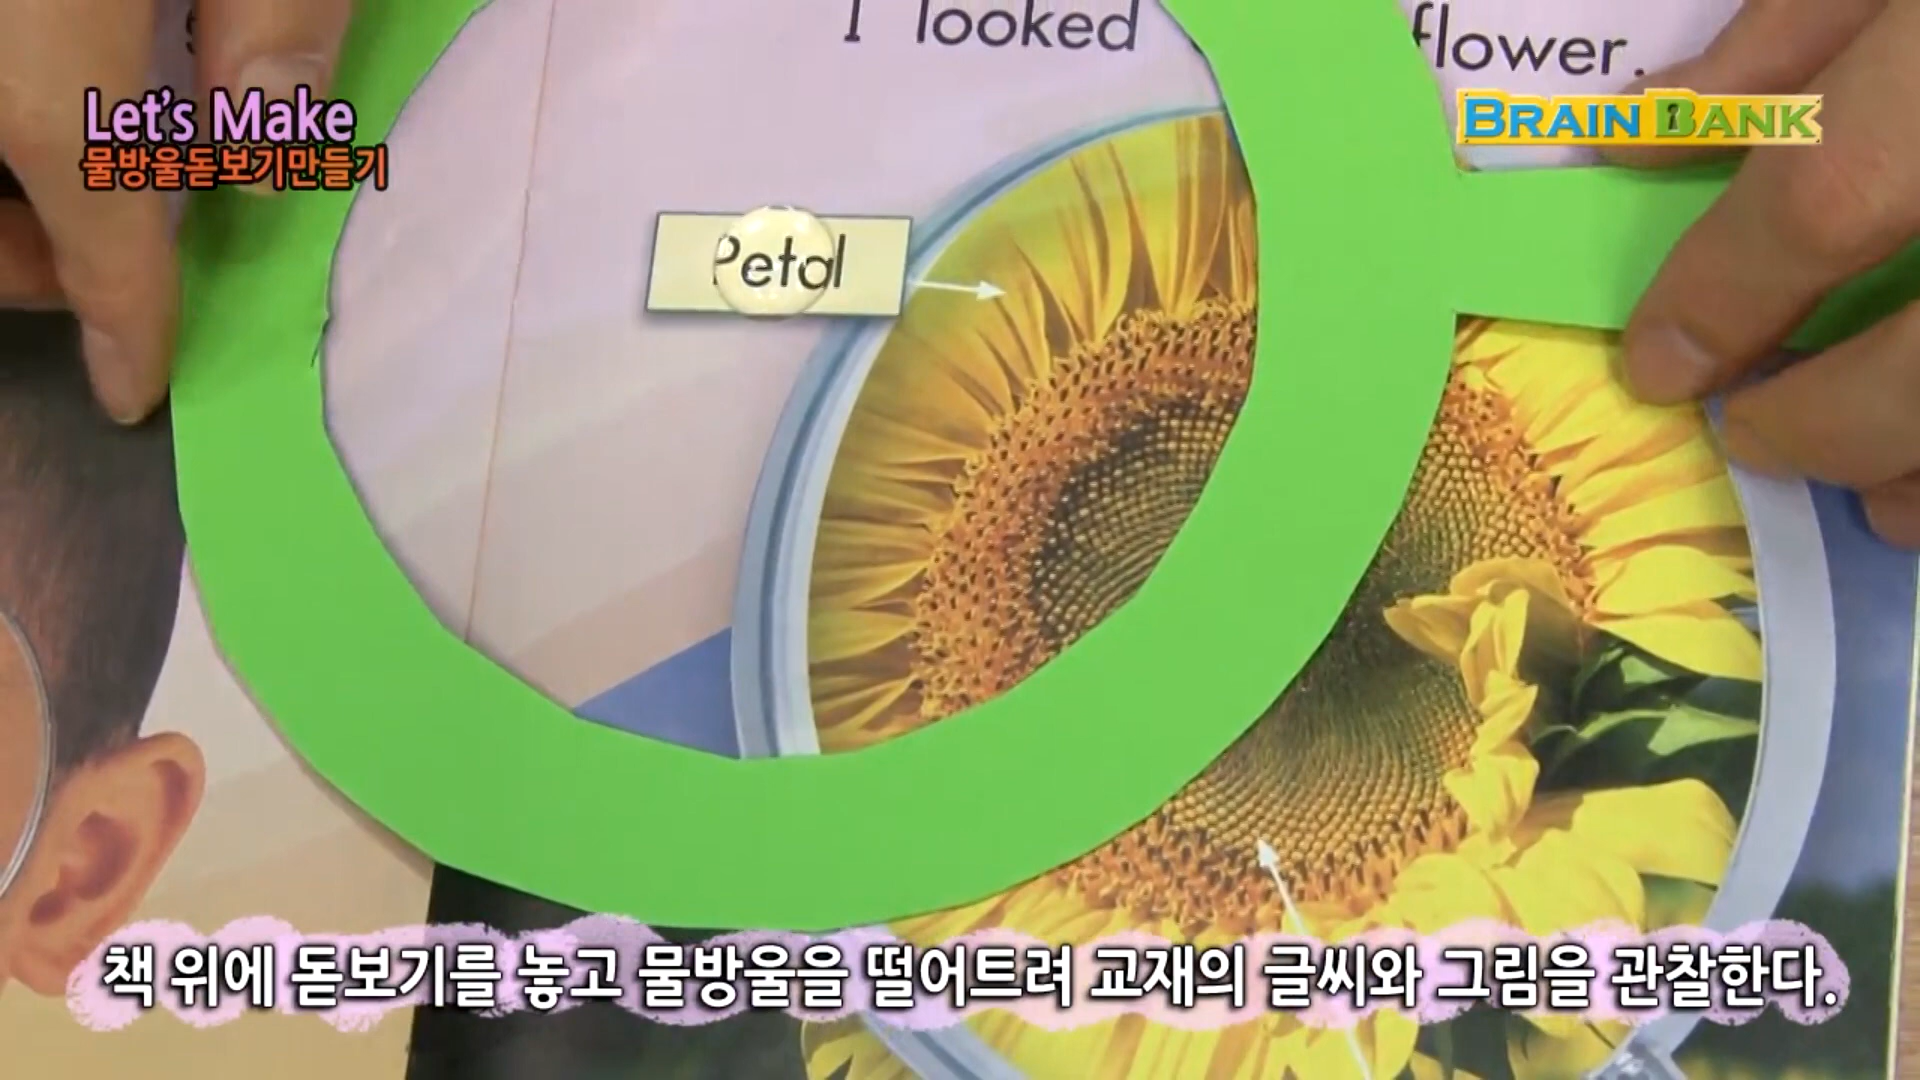 I looked flower.
Let's Make
물방울돋보기만들기
BRAIN BANK
Petal
책 위에 돋보기를 놓고 물방울을 떨어트려 교재의 글씨와 그림을 관찰한다.